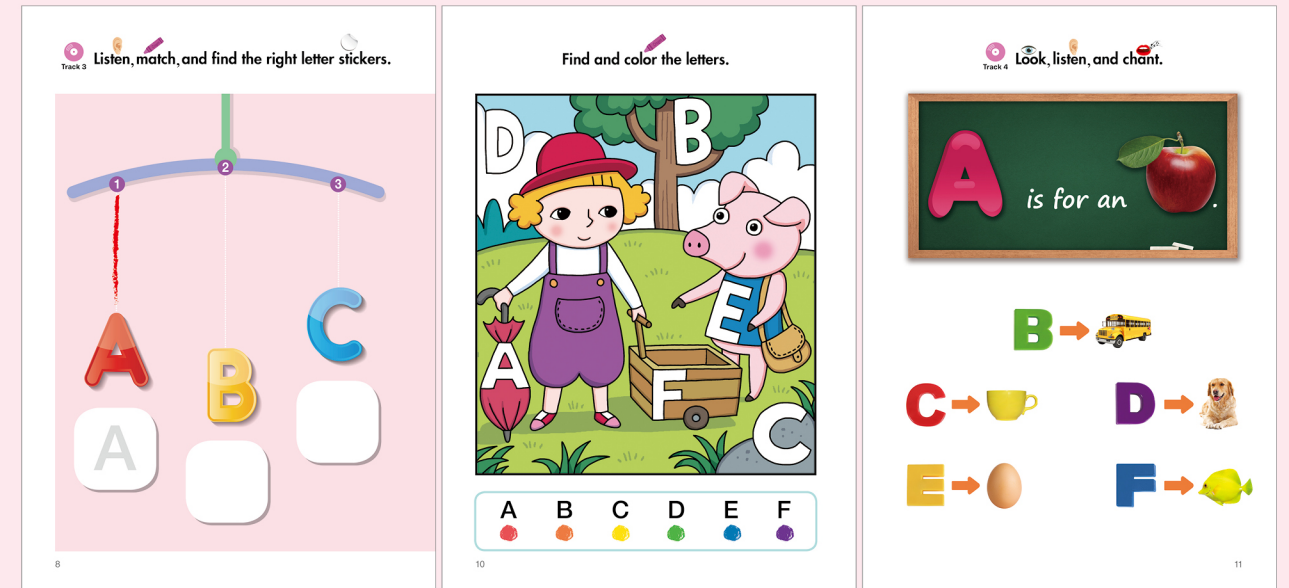 Track 3
Listen, match, and find the right letter stickers.
1
2
3
A
B
C
A
8
Find and color the letters.
D
B
E
A
F
C
A B C D E F
10
Track 4
Look, listen, and chant.
A is for an .
B
C
D
E
F
11